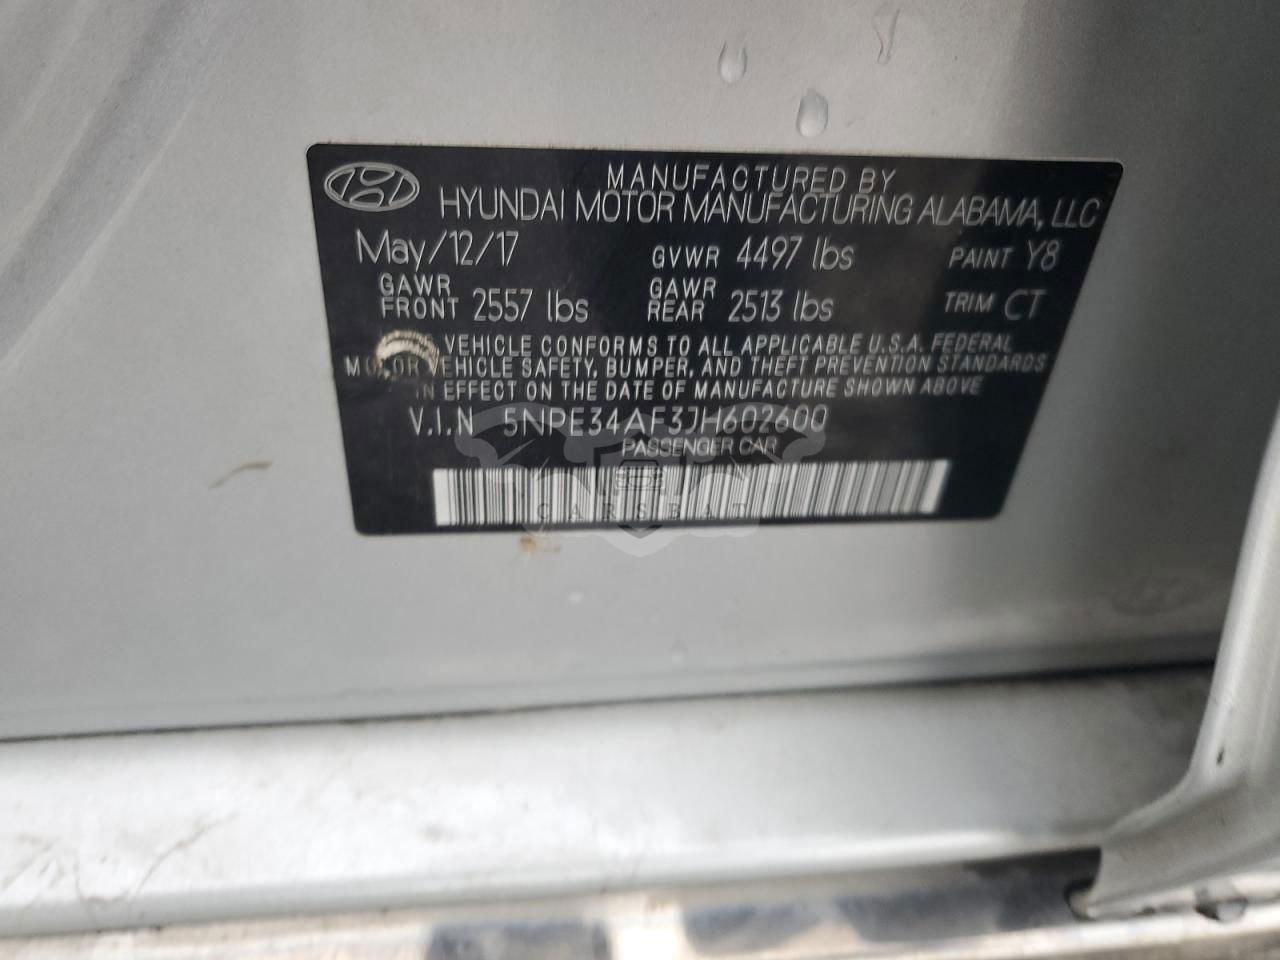 MANUFACTURED BY
HYUNDAI MOTOR MANUFACTURING ALABAMA, LLC
May/12/17 GVWR 4497 lbs PAINT Y8
GAWR FRONT 2557 lbs GAWR REAR 2513 lbs TRIM CT
VEHICLE CONFORMS TO ALL APPLICABLE U.S.A. FEDERAL
MOTOR VEHICLE SAFETY, BUMPER, AND THEFT PREVENTION STANDARDS
IN EFFECT ON THE DATE OF MANUFACTURE SHOWN ABOVE
V.I.N 5NPE34AF3JH602600
PASSENGER CAR
CARSBAT